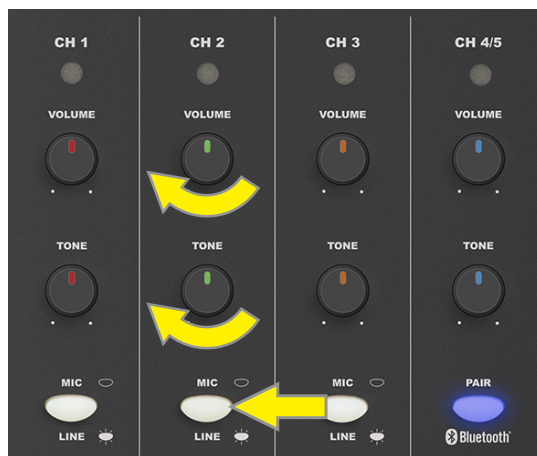 CH 1 CH 2 CH 3 CH 4/5
VOLUME VOLUME VOLUME VOLUME
TONE TONE TONE TONE
MIC MIC MIC PAIR
LINE LINE LINE Bluetooth®